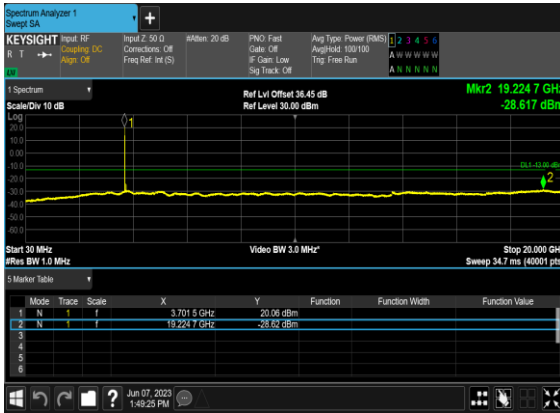 Spectrum Analyzer 1
Swept SA
KEYSIGHT Input: RF Input Z: 50 Ω #Atten: 20 dB PNO: Fast Avg Type: Power (RMS) 1 2 3 4 5 6
R T Coupling: DC Corrections: Off Gate: Off Avg|Hold: 100/100 A W W W W W
Align: Off Freq Ref: Int (S) IF Gain: Low Trig: Free Run
Sig Track: Off A N N N N N
1 Spectrum Ref Lvl Offset 36.45 dB Mkr2 19.224 7 GHz
Scale/Div 10 dB Ref Level 30.00 dBm -28.617 dBm
Log
1
20.0
10.0
0.00
-10.0
DL1 -13.00 dBm
2
-20.0
-30.0
-40.0
-50.0
-60.0
Start 30 MHz Video BW 3.0 MHz* Stop 20.000 GH
#Res BW 1.0 MHz Sweep 34.7 ms (40001 pts
5 Marker Table
Mode Trace Scale X Y Function Function Width Function Value
1 N 1 f 3.701 5 GHz 20.06 dBm
2 N 1 f 19.224 7 GHz -28.62 dBm
3
4
5
6
Jun 07, 2023
1:49:25 PM